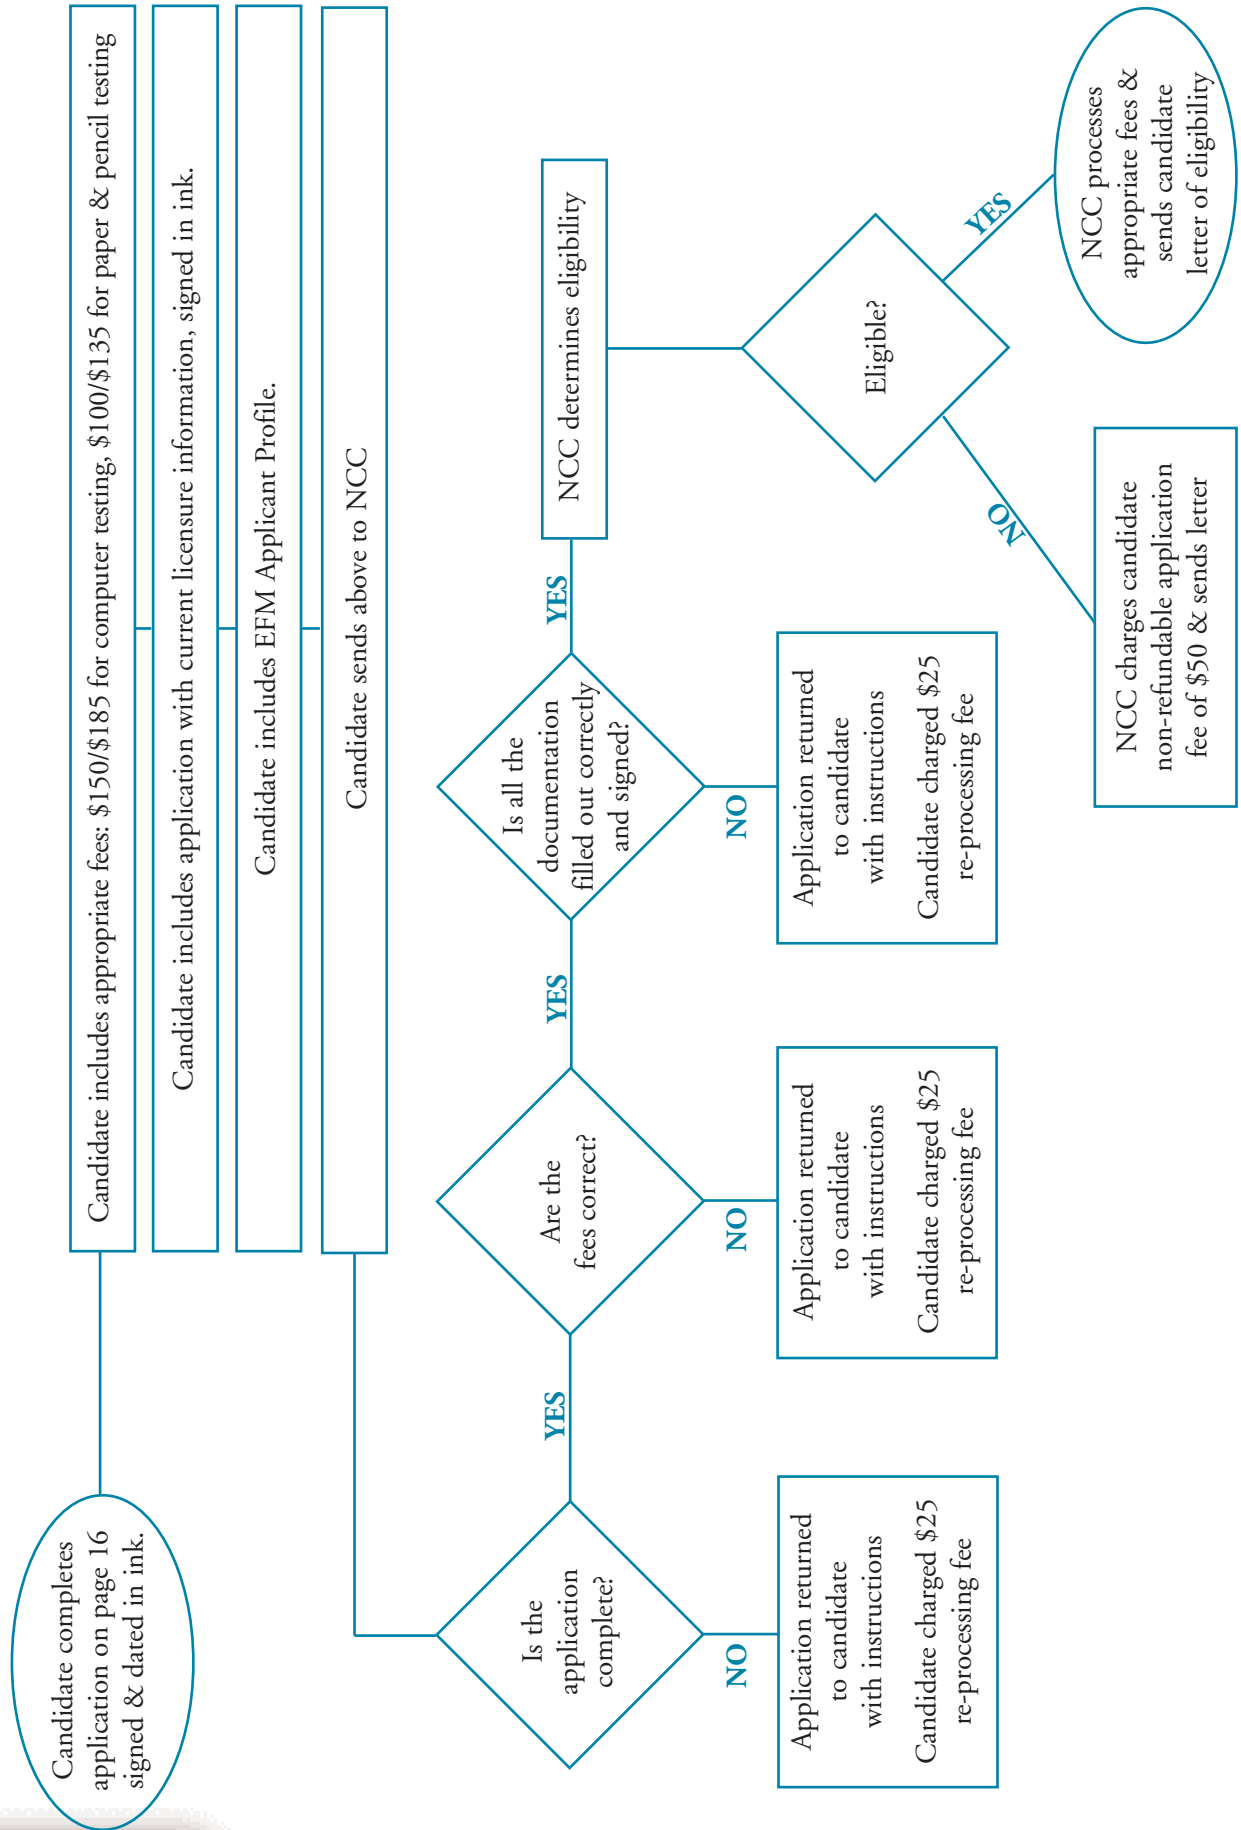 Candidate completes
application on page 16
signed & dated in ink.
Candidate includes appropriate fees: $150/$185 for computer testing, $100/$135 for paper & pencil testing
Candidate includes application with current licensure information, signed in ink.
Candidate includes EFM Applicant Profile.
Candidate sends above to NCC
Is the
application
complete?
YES
NO
Application returned
to candidate
with instructions
Candidate charged $25
re-processing fee
Are the
fees correct?
YES
NO
Application returned
to candidate
with instructions
Candidate charged $25
re-processing fee
Is all the
documentation
filled out correctly
and signed?
YES
NO
Application returned
to candidate
with instructions
Candidate charged $25
re-processing fee
NCC determines eligibility
Eligible?
NO
YES
NCC charges candidate
non-refundable application
fee of $50 & sends letter
NCC processes
appropriate fees &
sends candidate
letter of eligibility